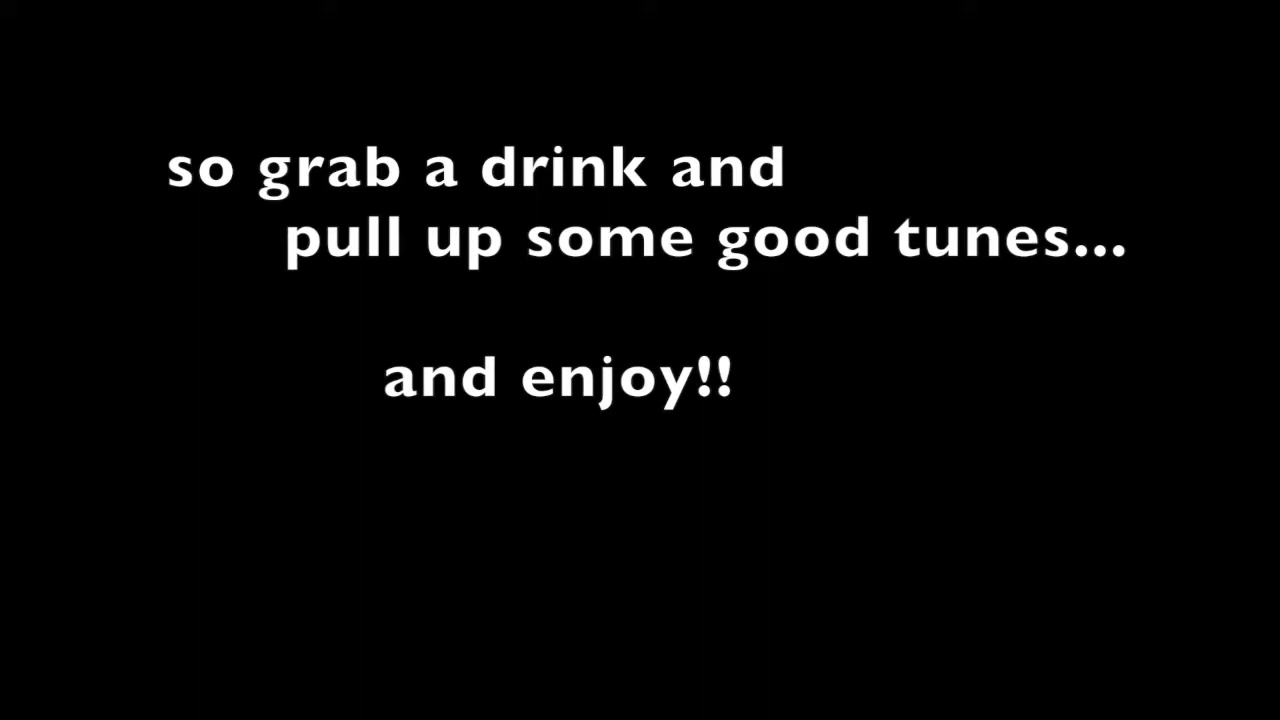 so grab a drink and
pull up some good tunes...
and enjoy!!